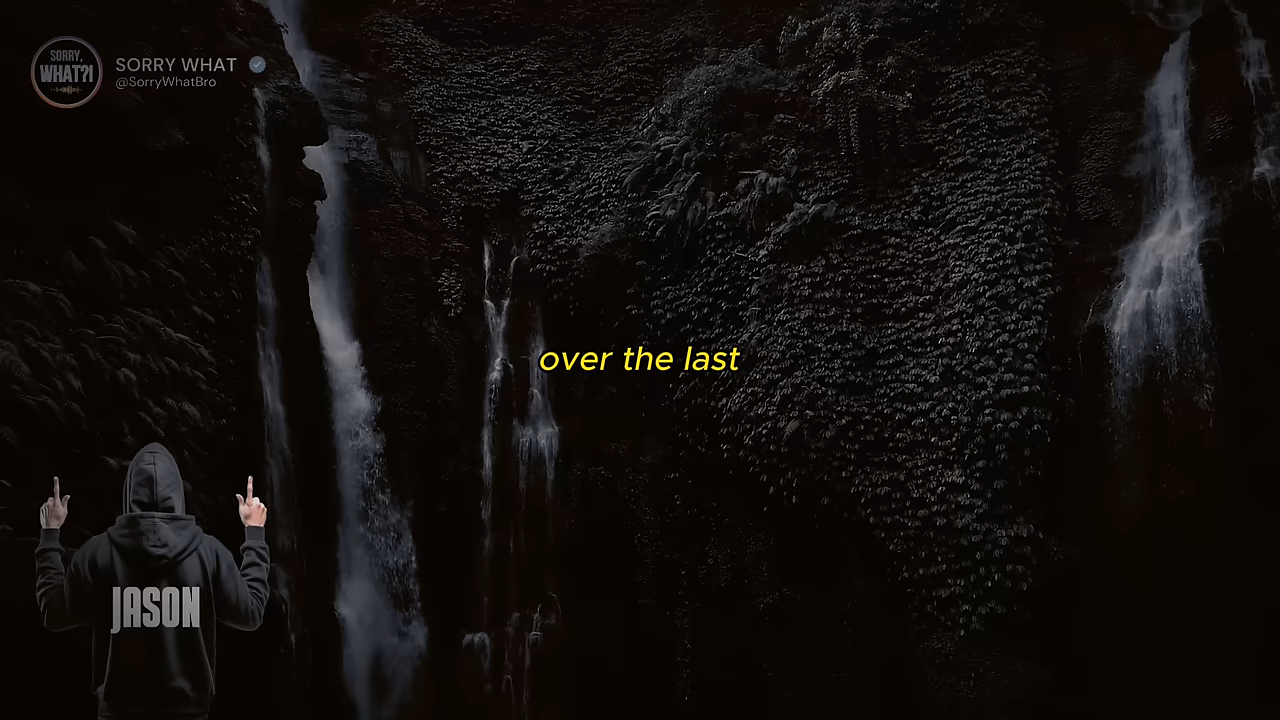 SORRY,
WHAT?!
SORRY WHAT
@SorryWhatBro
over the last
JASON